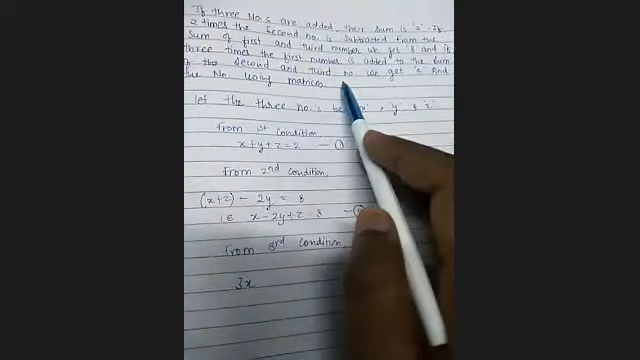 If three No.s are added, their sum is '2'. If
2 times the second no. is subtracted from the
sum of first and third number we get '8' and if
three times the first number is added to the sum
of the second and third no. we get '4' find
the No using matrices.
let the three no.'s be 'x', 'y' & 'z'
from 1st condition
x+y+z=2 — ①
From 2nd condition,
(x+z) - 2y = 8
ie x-2y+z=8 —
from 3rd condition,
3x